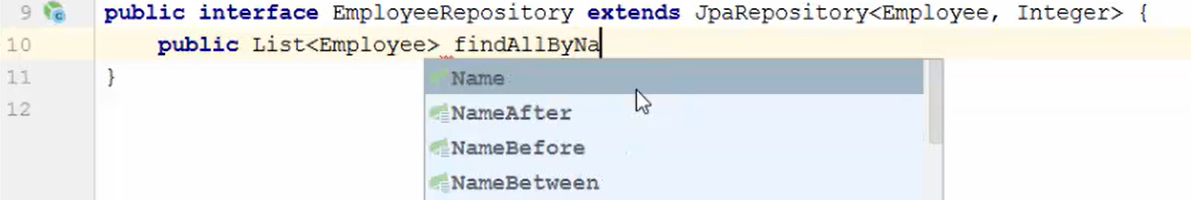 9 public interface EmployeeRepository extends JpaRepository<Employee, Integer> {
10 public List<Employee> findAllByNa
Name
11 }
NameAfter
12
NameBefore
NameBetween